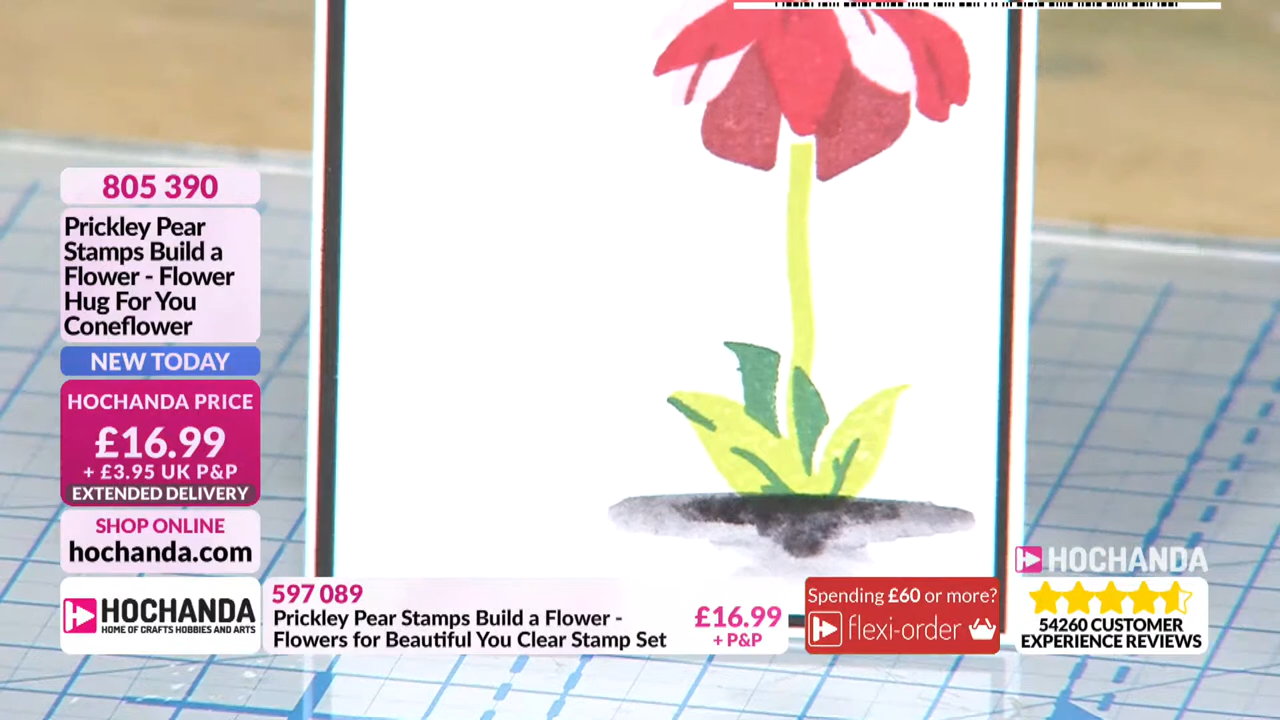 805 390
Prickley Pear
Stamps Build a
Flower - Flower
Hug For You
Coneflower
NEW TODAY
HOCHANDA PRICE
£16.99
+ £3.95 UK P&P
EXTENDED DELIVERY
SHOP ONLINE
hochanda.com
HOCHANDA
HOME OF CRAFTS HOBBIES AND ARTS
597 089
Prickley Pear Stamps Build a Flower -
Flowers for Beautiful You Clear Stamp Set
£16.99
+ P&P
Spending £60 or more?
flexi-order
HOCHANDA
54260 CUSTOMER
EXPERIENCE REVIEWS